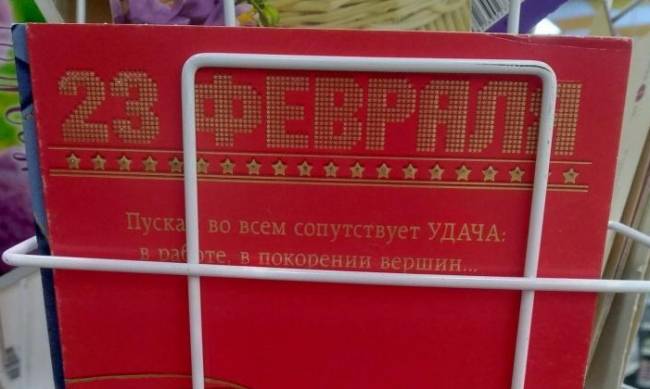 23 ФЕВРАЛЯ
Пускай во всем сопутствует УДАЧА:
в работе, в покорении вершин...